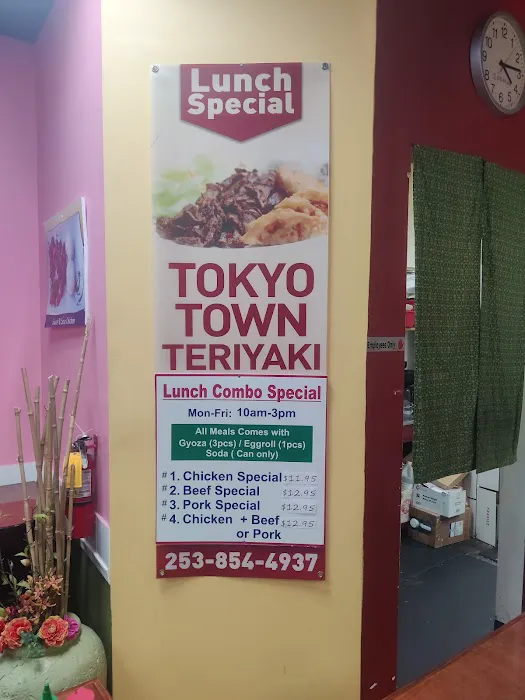 Lunch
Special
TOKYO
TOWN
TERIYAKI
Lunch Combo Special
Mon-Fri: 10am-3pm
All Meals Comes with
Gyoza (3pcs) / Eggroll (1pcs)
Soda ( Can only)
#1. Chicken Special $11.95
#2. Beef Special $12.95
#3. Pork Special $12.95
#4. Chicken + Beef $12.95
or Pork
253-854-4937
Employees Only